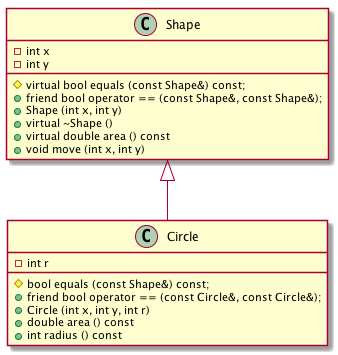 C Shape
int x
int y
virtual bool equals (const Shape&) const;
friend bool operator == (const Shape&, const Shape&);
Shape (int x, int y)
virtual ~Shape ()
virtual double area () const
void move (int x, int y)
C Circle
int r
bool equals (const Shape&) const;
friend bool operator == (const Circle&, const Circle&);
Circle (int x, int y, int r)
double area () const
int radius () const